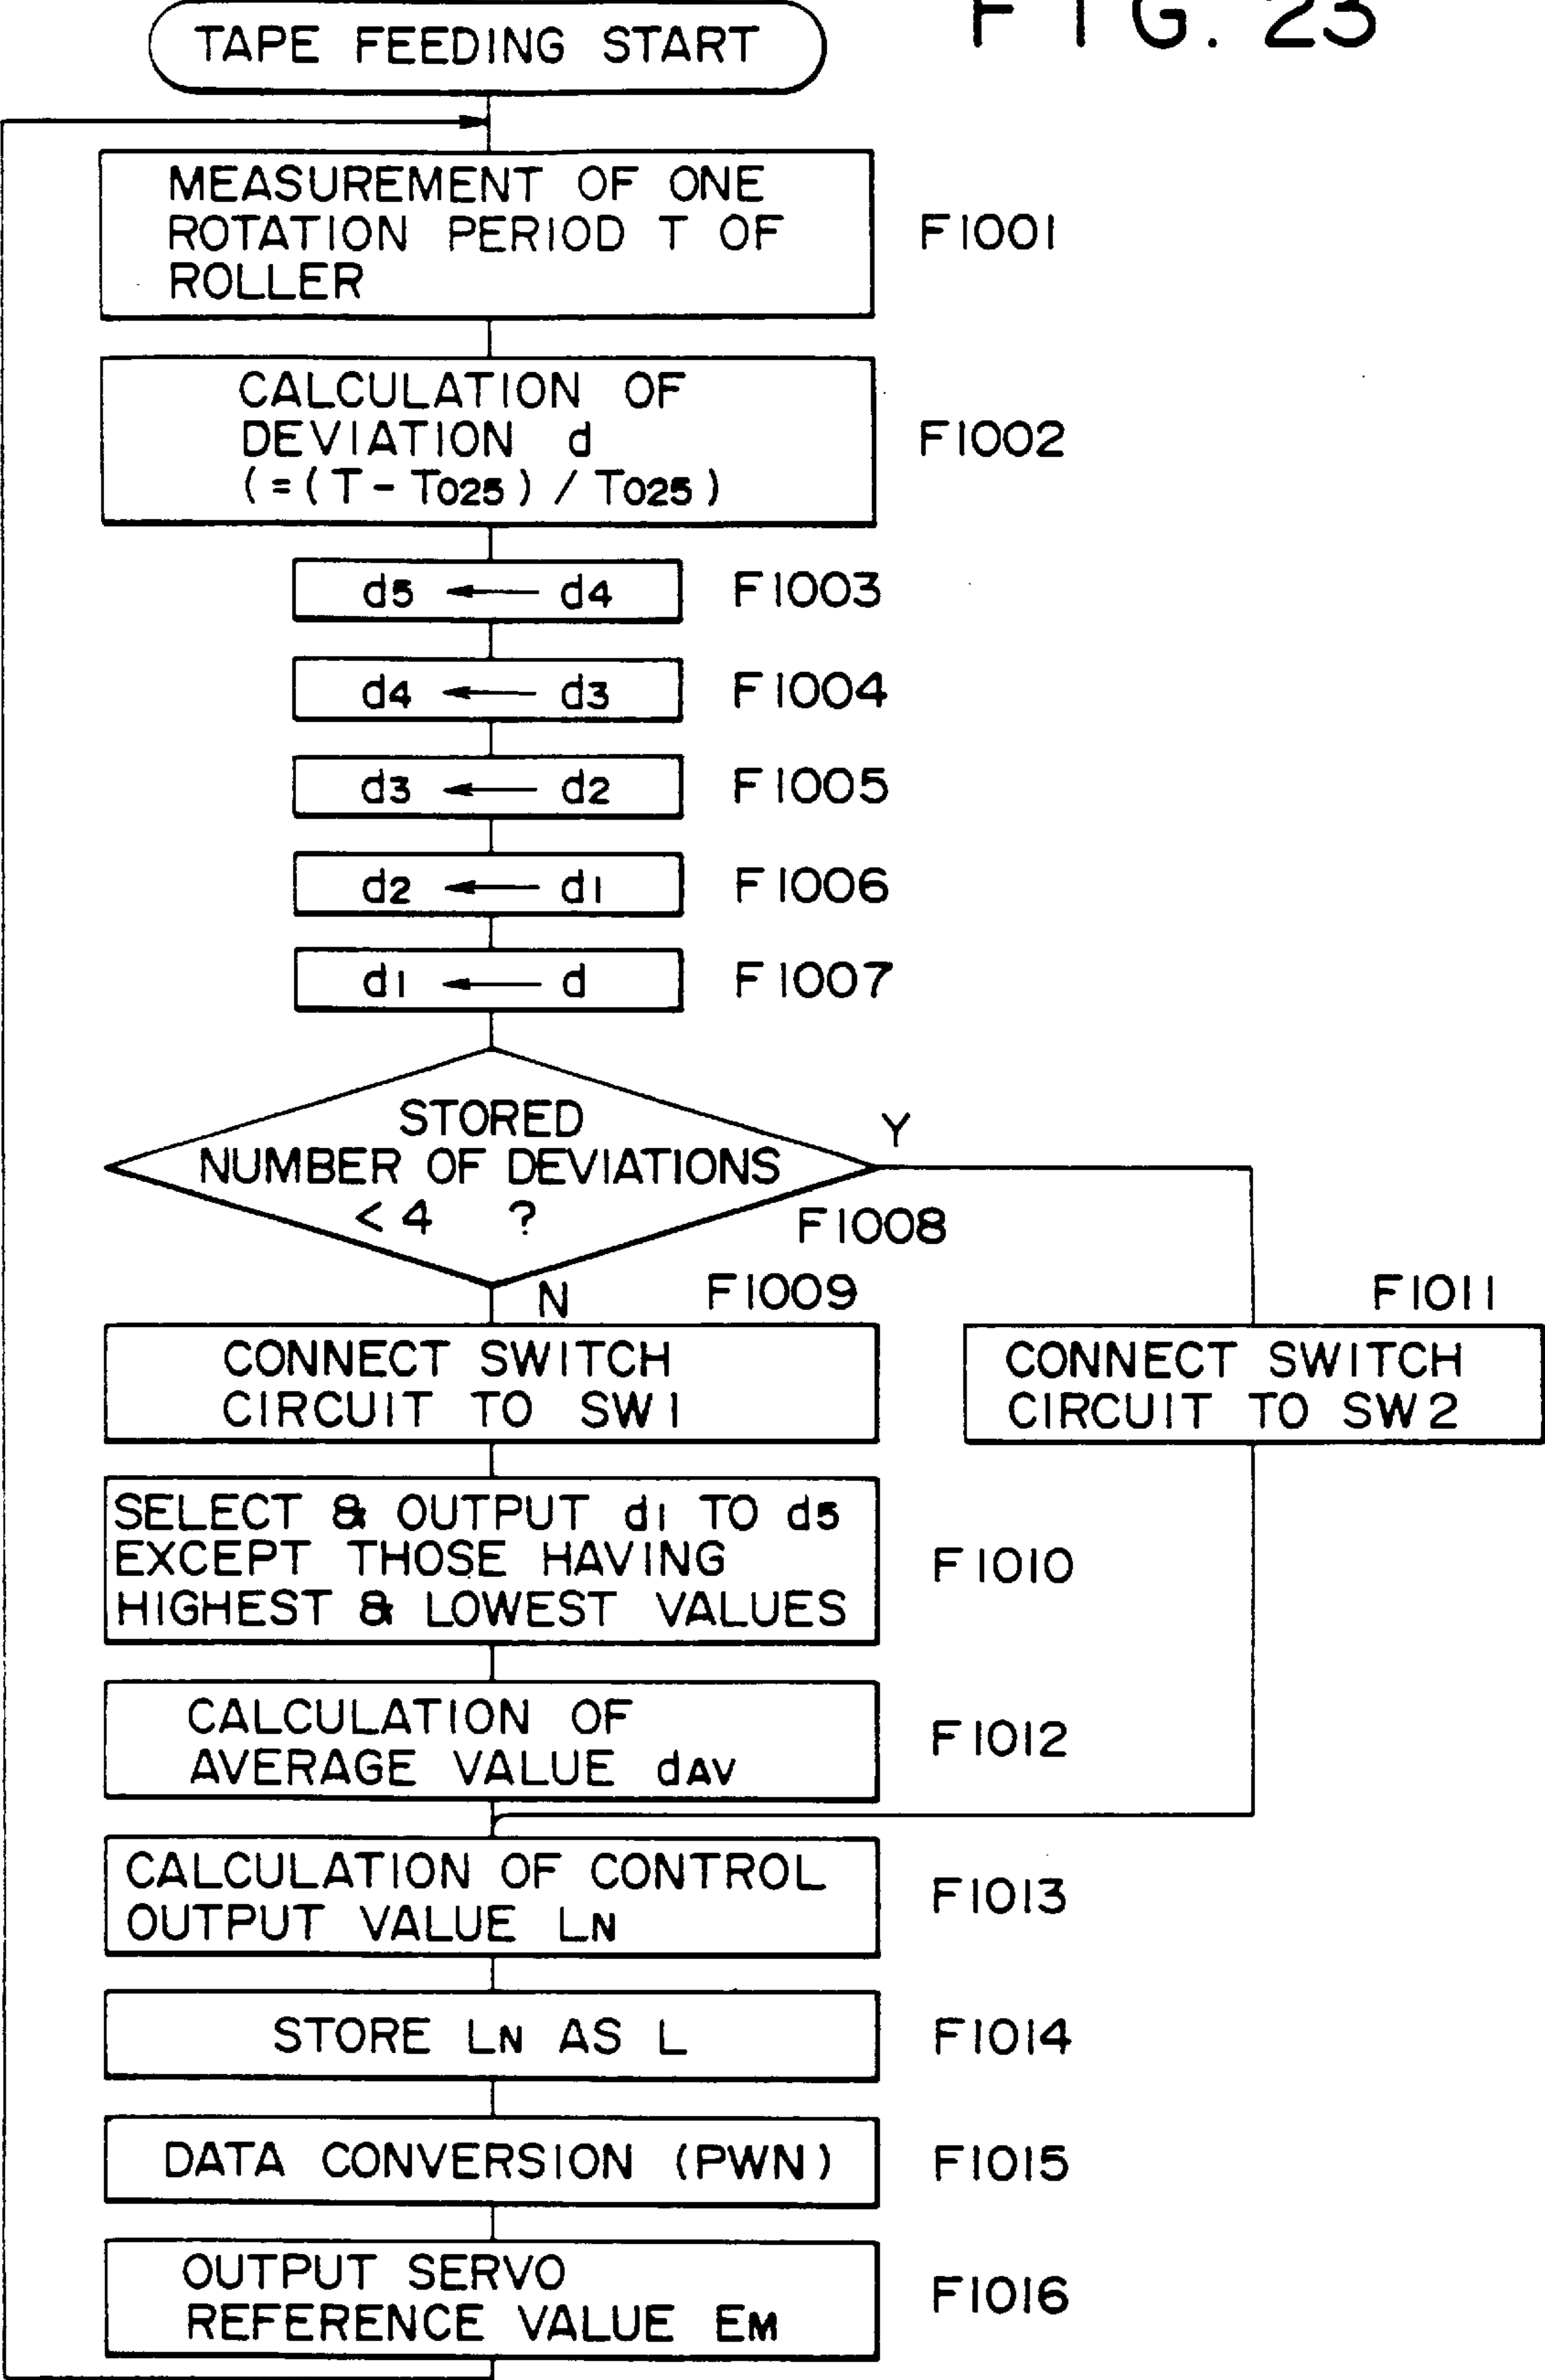 FIG. 23
TAPE FEEDING START
MEASUREMENT OF ONE
ROTATION PERIOD T OF
ROLLER
F1001
CALCULATION OF
DEVIATION d
(=(T-T025)/T025)
F1002
d5 ← d4
F1003
d4 ← d3
F1004
d3 ← d2
F1005
d2 ← d1
F1006
d1 ← d
F1007
STORED
NUMBER OF DEVIATIONS
<4 ?
Y
F1008
N
F1009
CONNECT SWITCH
CIRCUIT TO SW1
F1011
CONNECT SWITCH
CIRCUIT TO SW2
SELECT & OUTPUT d1 TO d5
EXCEPT THOSE HAVING
HIGHEST & LOWEST VALUES
F1010
CALCULATION OF
AVERAGE VALUE dAV
F1012
CALCULATION OF CONTROL
OUTPUT VALUE LN
F1013
STORE LN AS L
F1014
DATA CONVERSION (PWN)
F1015
OUTPUT SERVO
REFERENCE VALUE EM
F1016